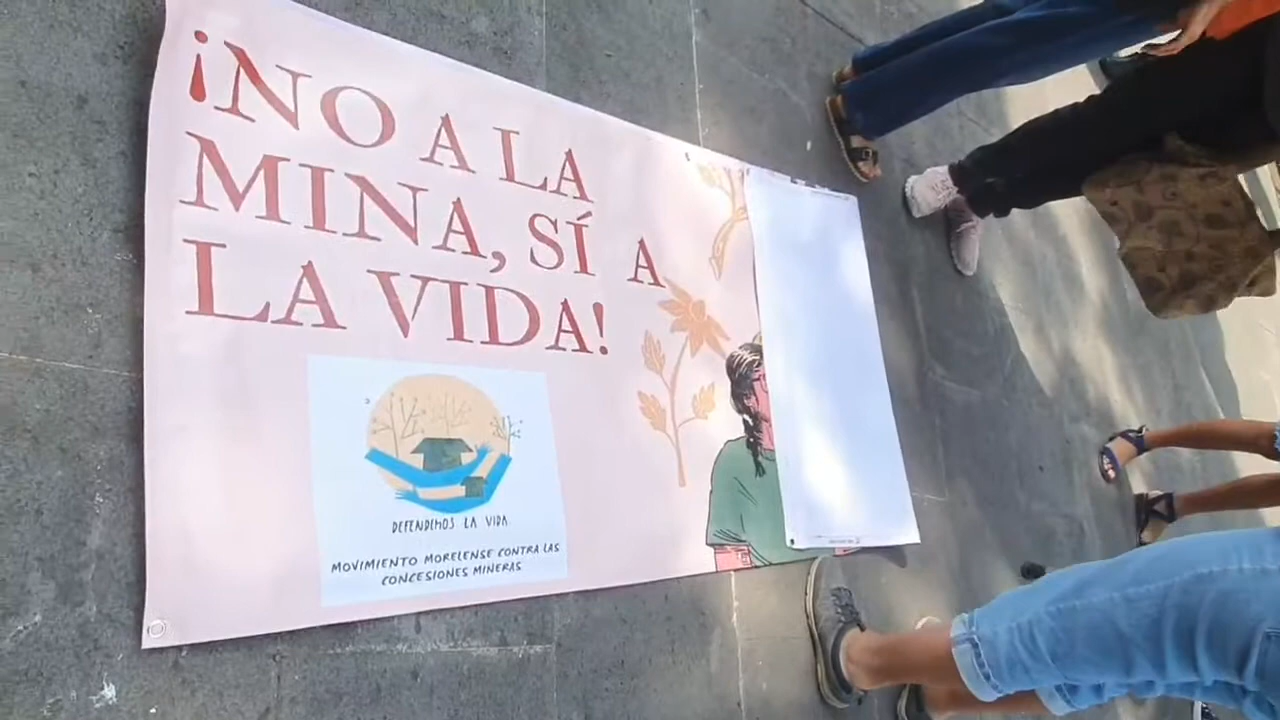 ¡NO A LA
MINA, SÍ A
LA VIDA!
DEFENDEMOS LA VIDA
MOVIMIENTO MORELENSE CONTRA LAS
CONCESIONES MINERAS